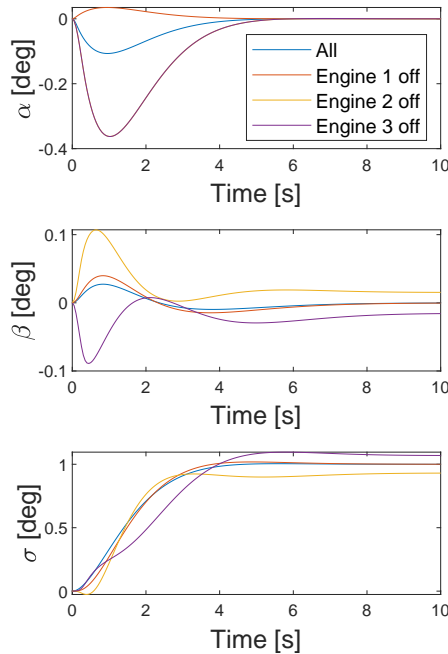 0
-0.2
-0.4
α [deg]
All
Engine 1 off
Engine 2 off
Engine 3 off
0 2 4 6 8 10
Time [s]
0.1
0
-0.1
β [deg]
0 2 4 6 8 10
Time [s]
1
0.5
0
σ [deg]
0 2 4 6 8 10
Time [s]